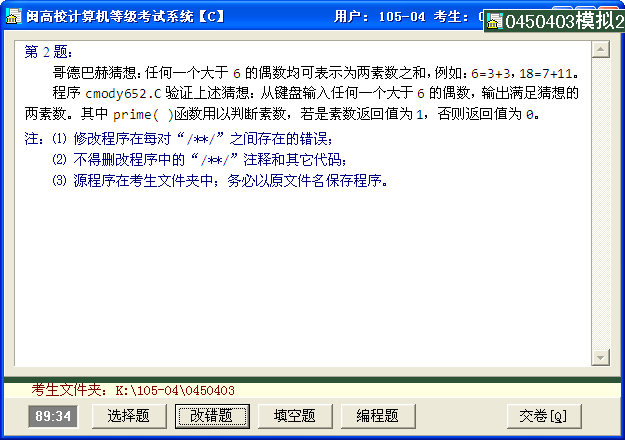 闽高校计算机等级考试系统【C】 用户: 105-04 考生: 0450403模拟2
第 2 题:
哥德巴赫猜想:任何一个大于 6 的偶数均可表示为两素数之和,例如:6=3+3,18=7+11。
程序 cmody652.C 验证上述猜想:从键盘输入任何一个大于 6 的偶数,输出满足猜想的
两素数。其中 prime( )函数用以判断素数,若是素数返回值为 1,否则返回值为 0。
注: ⑴ 修改程序在每对“/**/”之间存在的错误;
⑵ 不得删改程序中的“/**/”注释和其它代码;
⑶ 源程序在考生文件夹中;务必以原文件名保存程序。
考生文件夹: K:\105-04\0450403
89:34 选择题 改错题 填空题 编程题 交卷[Q]